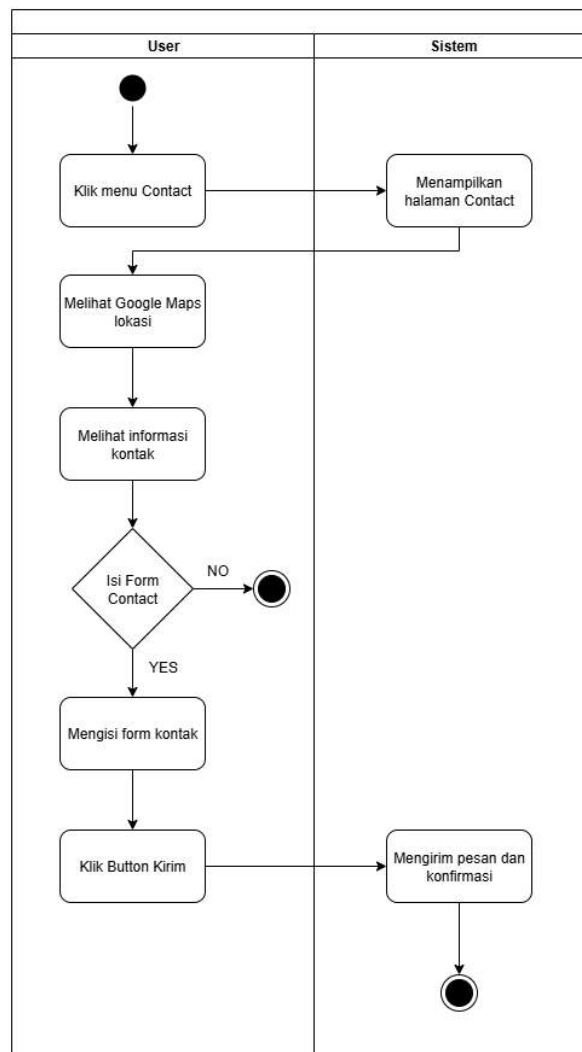 User
Sistem
Klik menu Contact
Menampilkan
halaman Contact
Melihat Google Maps
lokasi
Melihat informasi
kontak
Isi Form
Contact
NO
YES
Mengisi form kontak
Klik Button Kirim
Mengirim pesan dan
konfirmasi